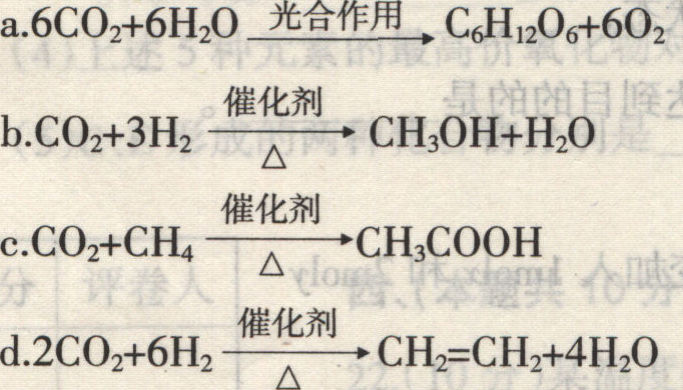 a.6CO₂+6H₂O 光合作用→ C₆H₁₂O₆+6O₂
b.CO₂+3H₂ 催化剂→△ CH₃OH+H₂O
c.CO₂+CH₄ 催化剂→△ CH₃COOH
d.2CO₂+6H₂ 催化剂→△ CH₂=CH₂+4H₂O